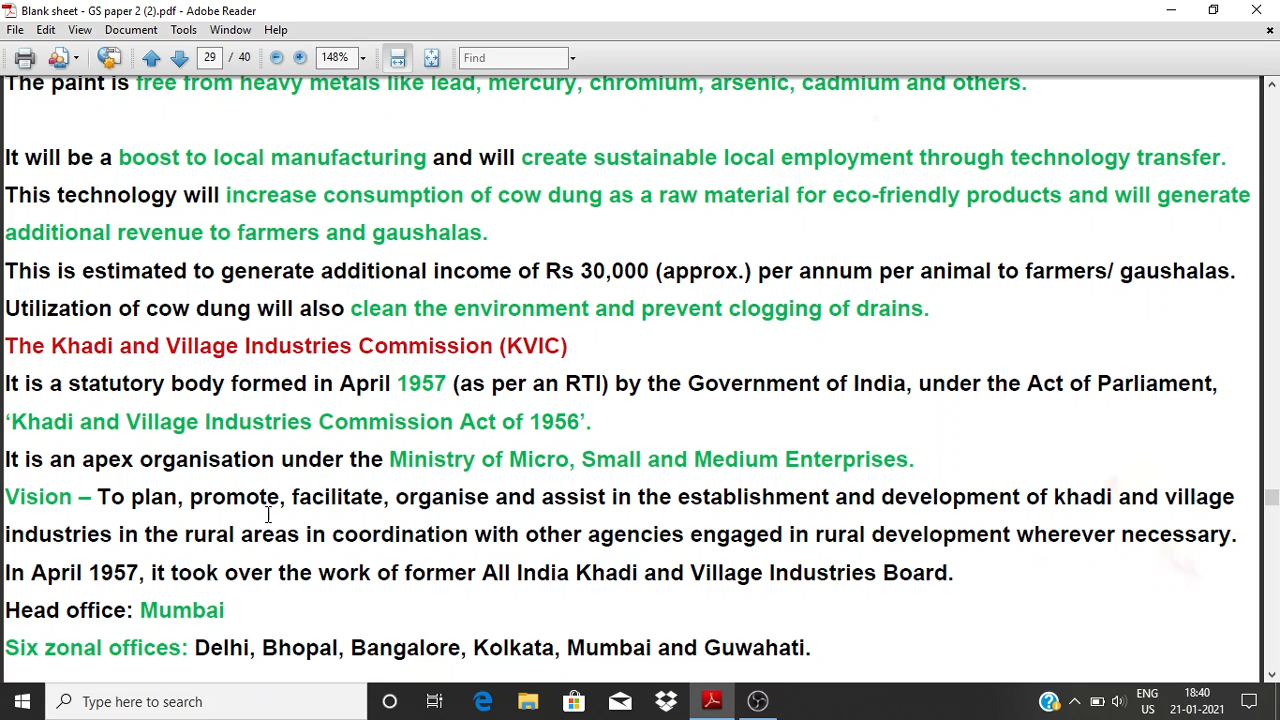 Blank sheet - GS paper 2 (2).pdf - Adobe Reader
File Edit View Document Tools Window Help
29 / 40 148% Find
The paint is free from heavy metals like lead, mercury, chromium, arsenic, cadmium and others.
It will be a boost to local manufacturing and will create sustainable local employment through technology transfer.
This technology will increase consumption of cow dung as a raw material for eco-friendly products and will generate
additional revenue to farmers and gaushalas.
This is estimated to generate additional income of Rs 30,000 (approx.) per annum per animal to farmers/ gaushalas.
Utilization of cow dung will also clean the environment and prevent clogging of drains.
The Khadi and Village Industries Commission (KVIC)
It is a statutory body formed in April 1957 (as per an RTI) by the Government of India, under the Act of Parliament,
‘Khadi and Village Industries Commission Act of 1956’.
It is an apex organisation under the Ministry of Micro, Small and Medium Enterprises.
Vision – To plan, promote, facilitate, organise and assist in the establishment and development of khadi and village
industries in the rural areas in coordination with other agencies engaged in rural development wherever necessary.
In April 1957, it took over the work of former All India Khadi and Village Industries Board.
Head office: Mumbai
Six zonal offices: Delhi, Bhopal, Bangalore, Kolkata, Mumbai and Guwahati.
Type here to search
ENG 18:40
US 21-01-2021